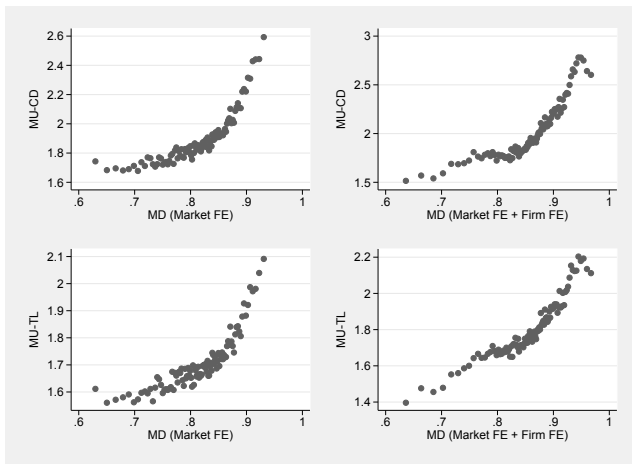 2.6
2.4
2.2
2
1.8
1.6
MU-CD
.6 .7 .8 .9 1
MD (Market FE)
3
2.5
2
1.5
MU-CD
.6 .7 .8 .9 1
MD (Market FE + Firm FE)
2.1
2
1.9
1.8
1.7
1.6
MU-TL
.6 .7 .8 .9 1
MD (Market FE)
2.2
2
1.8
1.6
1.4
MU-TL
.6 .7 .8 .9 1
MD (Market FE + Firm FE)